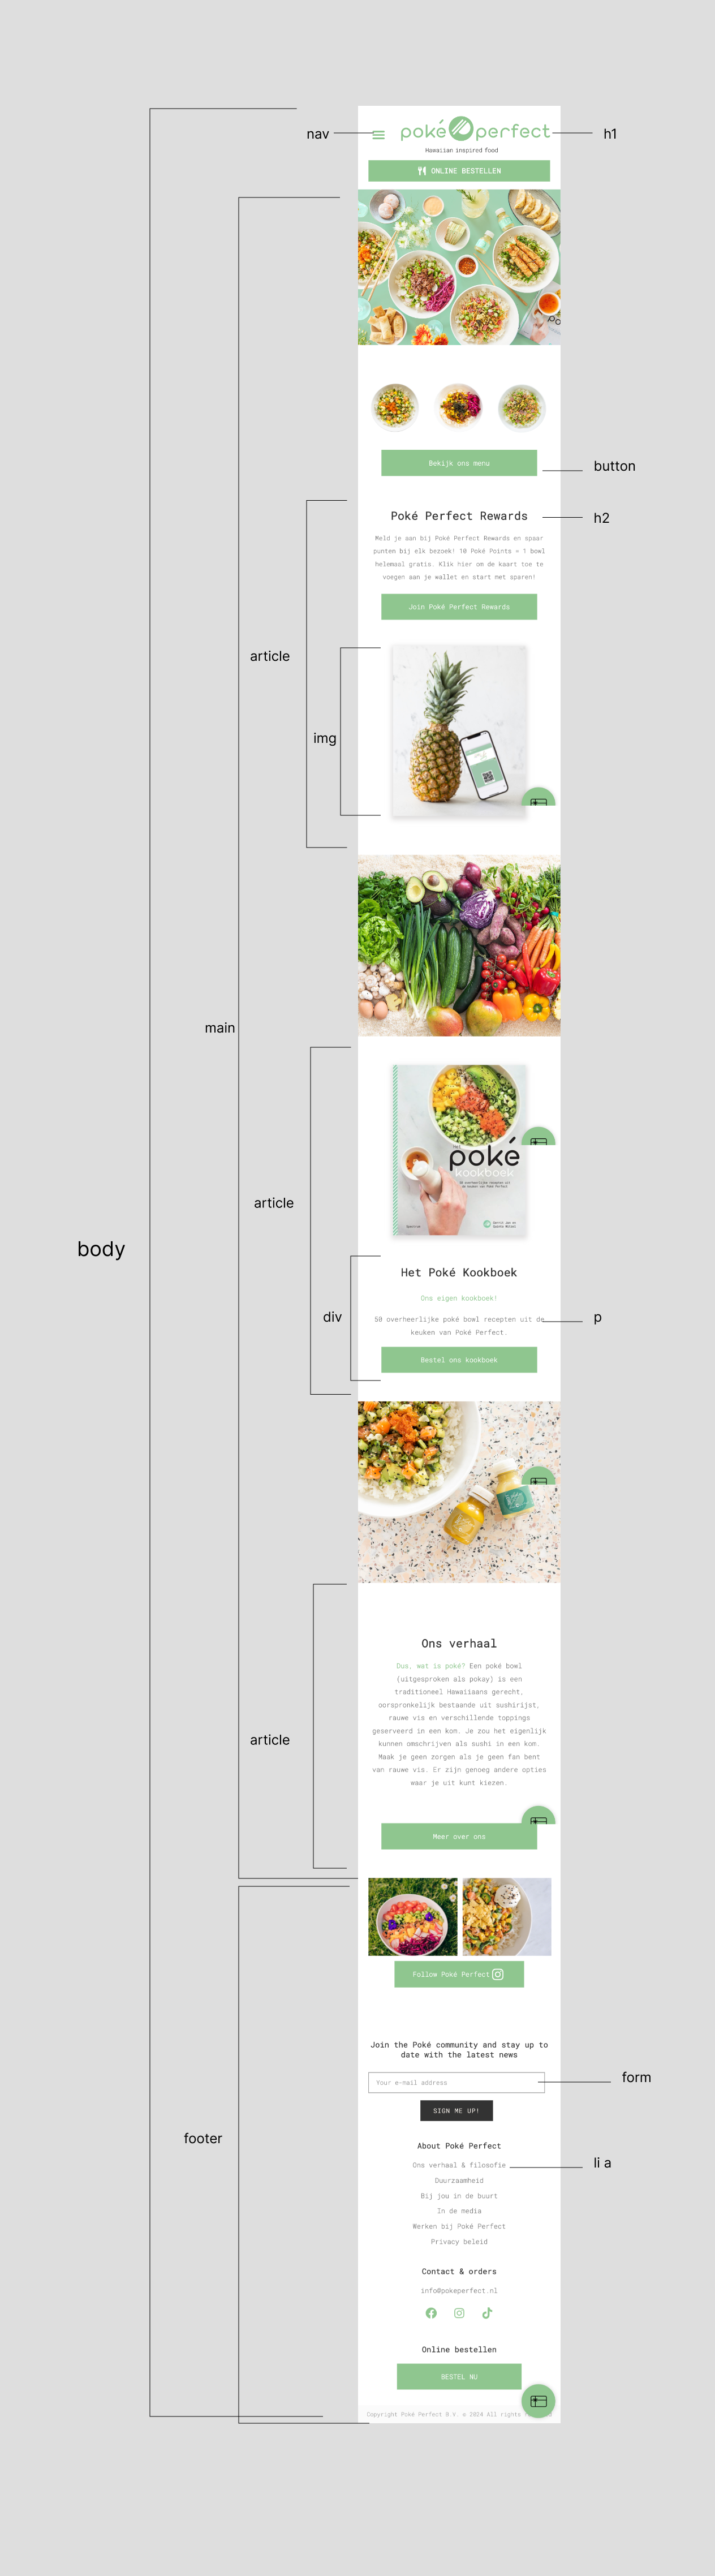 nav
poké perfect
h1
Hawaiian inspired food
ONLINE BESTELLEN
Bekijk ons menu
button
Poké Perfect Rewards
h2
Meld je aan bij Poké Perfect Rewards en spaar
punten bij elk bezoek! 10 Poké Points = 1 bowl
helemaal gratis. Klik hier om de kaart toe te
voegen aan je wallet en start met sparen!
Join Poké Perfect Rewards
article
img
main
poké
kookboek
article
body
Het Poké Kookboek
Ons eigen kookboek!
div
50 overheerlijke poké bowl recepten uit de
keuken van Poké Perfect.
p
Bestel ons kookboek
Ons verhaal
Dus, wat is poké? Een poké bowl
(uitgesproken als pokay) is een
traditioneel Hawaiiaans gerecht,
oorspronkelijk bestaande uit sushirijst,
rauwe vis en verschillende toppings
geserveerd in een kom. Je zou het eigenlijk
kunnen omschrijven als sushi in een kom.
Maak je geen zorgen als je geen fan bent
van rauwe vis. Er zijn genoeg andere opties
waar je uit kunt kiezen.
article
Meer over ons
Follow Poké Perfect
Join the Poké community and stay up to
date with the latest news
Your e-mail address
form
SIGN ME UP!
footer
About Poké Perfect
Ons verhaal & filosofie
li a
Duurzaamheid
Bij jou in de buurt
In de media
Werken bij Poké Perfect
Privacy beleid
Contact & orders
info@pokeperfect.nl
Online bestellen
BESTEL NU
Copyright Poké Perfect B.V. © 2024 All rights